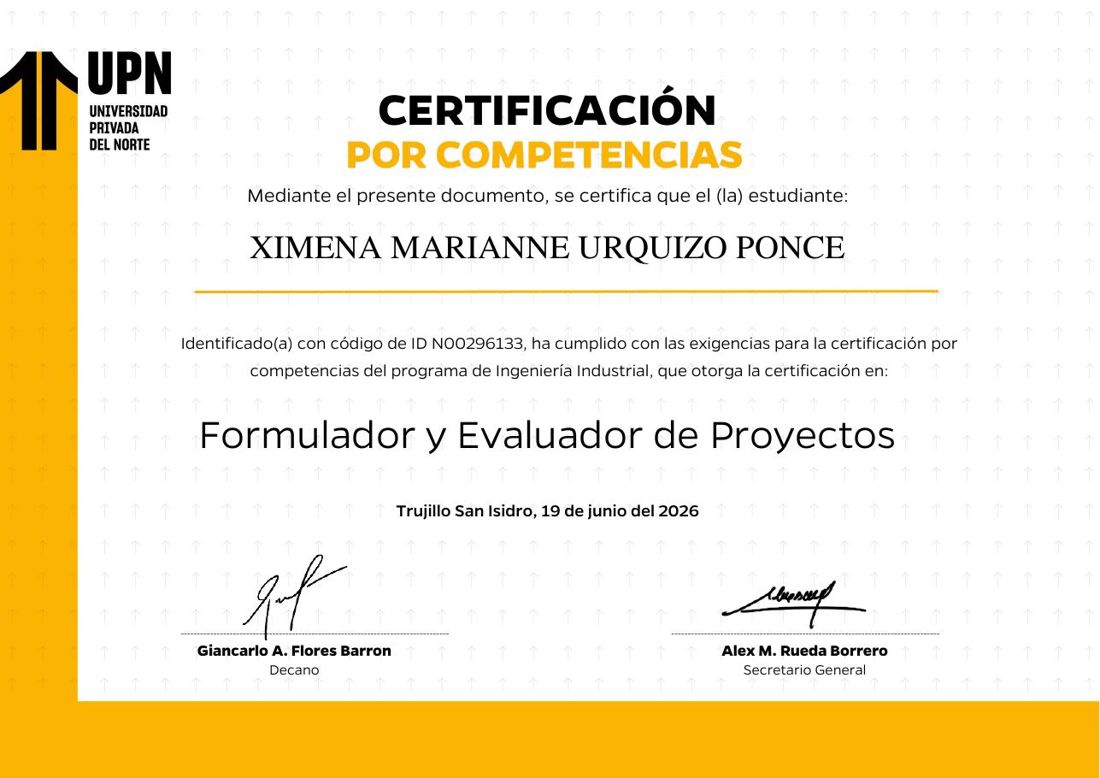 UPN
UNIVERSIDAD
PRIVADA
DEL NORTE
CERTIFICACIÓN
POR COMPETENCIAS
Mediante el presente documento, se certifica que el (la) estudiante:
XIMENA MARIANNE URQUIZO PONCE
Identificado(a) con código de ID N00296133, ha cumplido con las exigencias para la certificación por
competencias del programa de Ingeniería Industrial, que otorga la certificación en:
Formulador y Evaluador de Proyectos
Trujillo San Isidro, 19 de junio del 2026
Giancarlo A. Flores Barron
Decano
Alex M. Rueda Borrero
Secretario General